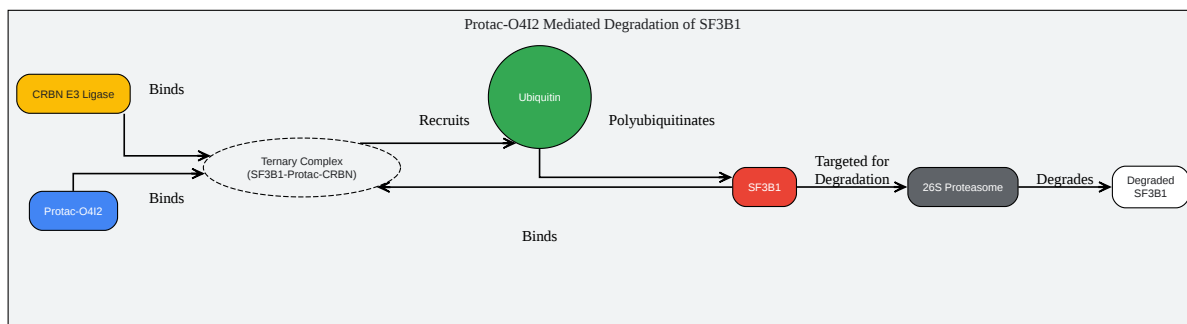 Protac-O4I2 Mediated Degradation of SF3B1
CRBN E3 Ligase
Binds
Protac-O4I2
Binds
Ternary Complex
(SF3B1-Protac-CRBN)
Recruits
Ubiquitin
Polyubiquitinates
Binds
SF3B1
Targeted for
Degradation
26S Proteasome
Degrades
Degraded
SF3B1